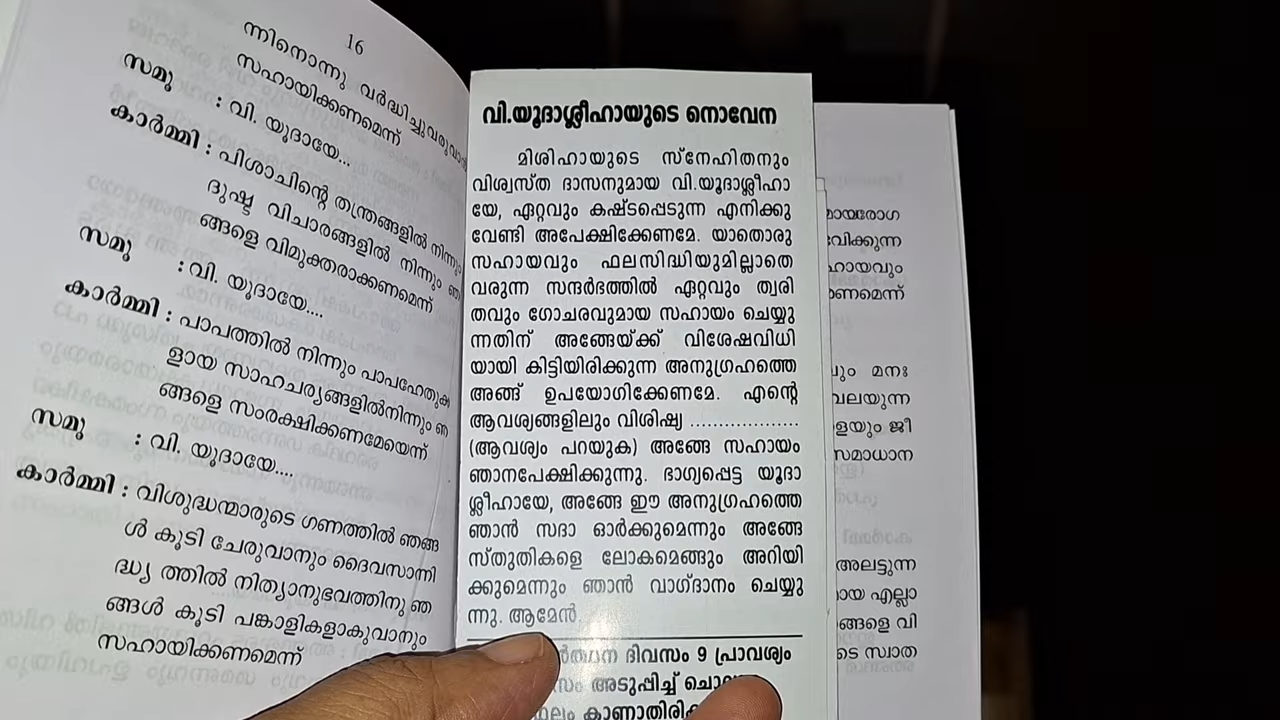 16
ന്നിനൊന്നു വർദ്ധിച്ചുവരുവാൻ
സഹായിക്കണമെന്ന്
സമൂ : വി. യൂദായേ...
കാർമ്മി : പിശാചിന്റെ തന്ത്രങ്ങളിൽ നിന്നും
ദുഷ്ട വിചാരങ്ങളിൽ നിന്നും ഞ
ങ്ങളെ വിമുക്തരാക്കണമെന്ന്
സമൂ : വി. യൂദായേ....
കാർമ്മി : പാപത്തിൽ നിന്നും പാപഹേതുക
ളായ സാഹചര്യങ്ങളിൽനിന്നും ഞ
ങ്ങളെ സംരക്ഷിക്കണമേയെന്ന്
സമൂ : വി. യൂദായേ....
കാർമ്മി : വിശുദ്ധന്മാരുടെ ഗണത്തിൽ ഞങ്ങ
ൾ കൂടി ചേരുവാനും ദൈവസാന്നി
ദ്ധ്യ ത്തിൽ നിത്യാനുഭവത്തിനു ഞ
ങ്ങൾ കൂടി പങ്കാളികളാകുവാനും
സഹായിക്കണമെന്ന്
വി.യൂദാശ്ലീഹായുടെ നൊവേന
മിശിഹായുടെ സ്നേഹിതനും
വിശ്വസ്ത ദാസനുമായ വി.യൂദാശ്ലീഹാ
യേ, ഏറ്റവും കഷ്ടപ്പെടുന്ന എനിക്കു
വേണ്ടി അപേക്ഷിക്കേണമേ. യാതൊരു
സഹായവും ഫലസിദ്ധിയുമില്ലാതെ
വരുന്ന സന്ദർഭത്തിൽ ഏറ്റവും ത്വരി
തവും ഗോചരവുമായ സഹായം ചെയ്യു
ന്നതിന് അങ്ങേയ്ക്ക് വിശേഷവിധി
യായി കിട്ടിയിരിക്കുന്ന അനുഗ്രഹത്തെ
അങ്ങ് ഉപയോഗിക്കേണമേ. എന്റെ
ആവശ്യങ്ങളിലും വിശിഷ്യ ...................
(ആവശ്യം പറയുക) അങ്ങേ സഹായം
ഞാനപേക്ഷിക്കുന്നു. ഭാഗ്യപ്പെട്ട യൂദാ
ശ്ലീഹായേ, അങ്ങേ ഈ അനുഗ്രഹത്തെ
ഞാൻ സദാ ഓർക്കുമെന്നും അങ്ങേ
സ്തുതികളെ ലോകമെങ്ങും അറിയി
ക്കുമെന്നും ഞാൻ വാഗ്ദാനം ചെയ്യു
ന്നു. ആമേൻ.
ദിവസം 9 പ്രാവശ്യം
അടുപ്പിച്ച്
മായരോഗ
വിക്കുന്ന
ഹായവും
ണമെന്ന്
ും മനഃ
വലയുന്ന
ളെയും ജീ
സമാധാന
അലട്ടുന്ന
ായ എല്ലാ
ങ്ങളെ വി
ടെ സ്വാത